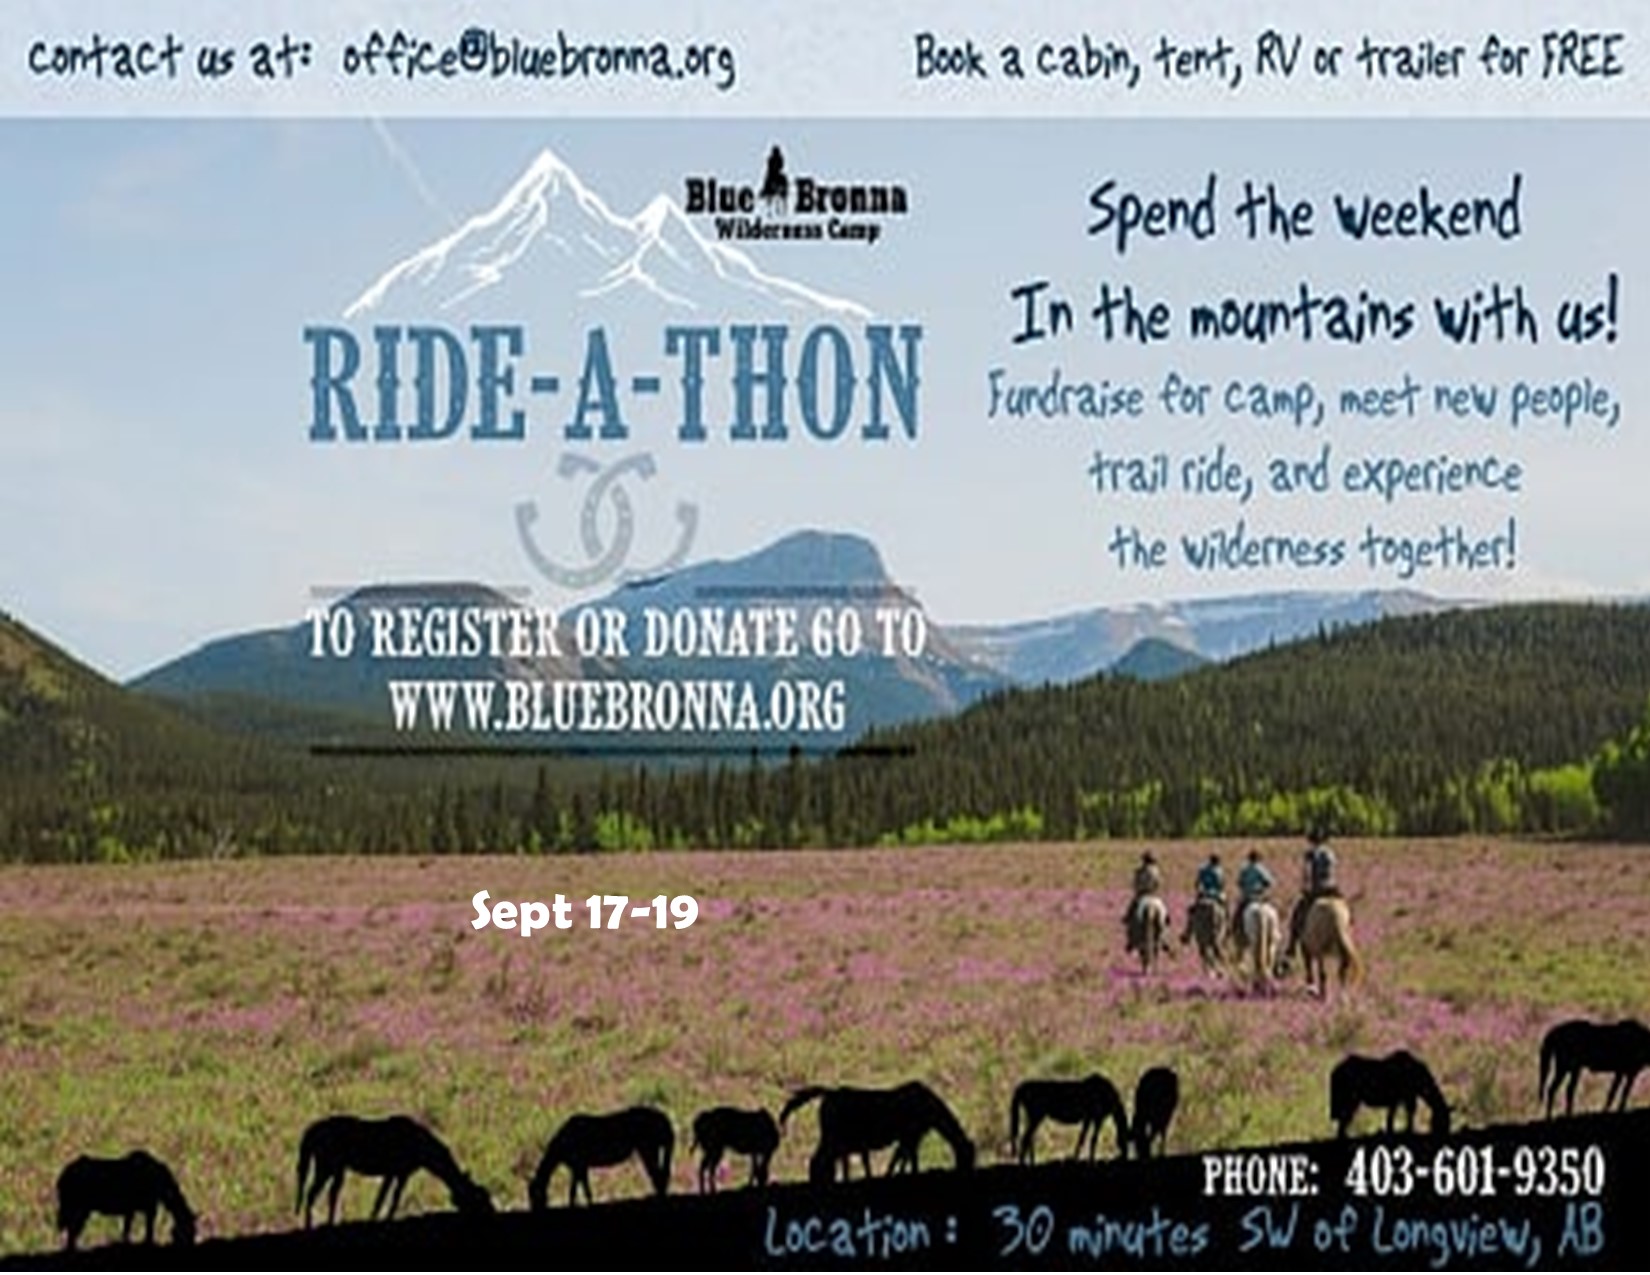 contact us at: office@bluebronna.org
Book a cabin, tent, RV or trailer for FREE
Blue Bronna
Wilderness Camp
RIDE-A-THON
TO REGISTER OR DONATE GO TO
WWW.BLUEBRONNA.ORG
Spend the weekend
In the mountains with us!
Fundraise for camp, meet new people,
trail ride, and experience
the wilderness together!
Sept 17-19
PHONE: 403-601-9350
Location : 30 minutes SW of Longview, AB